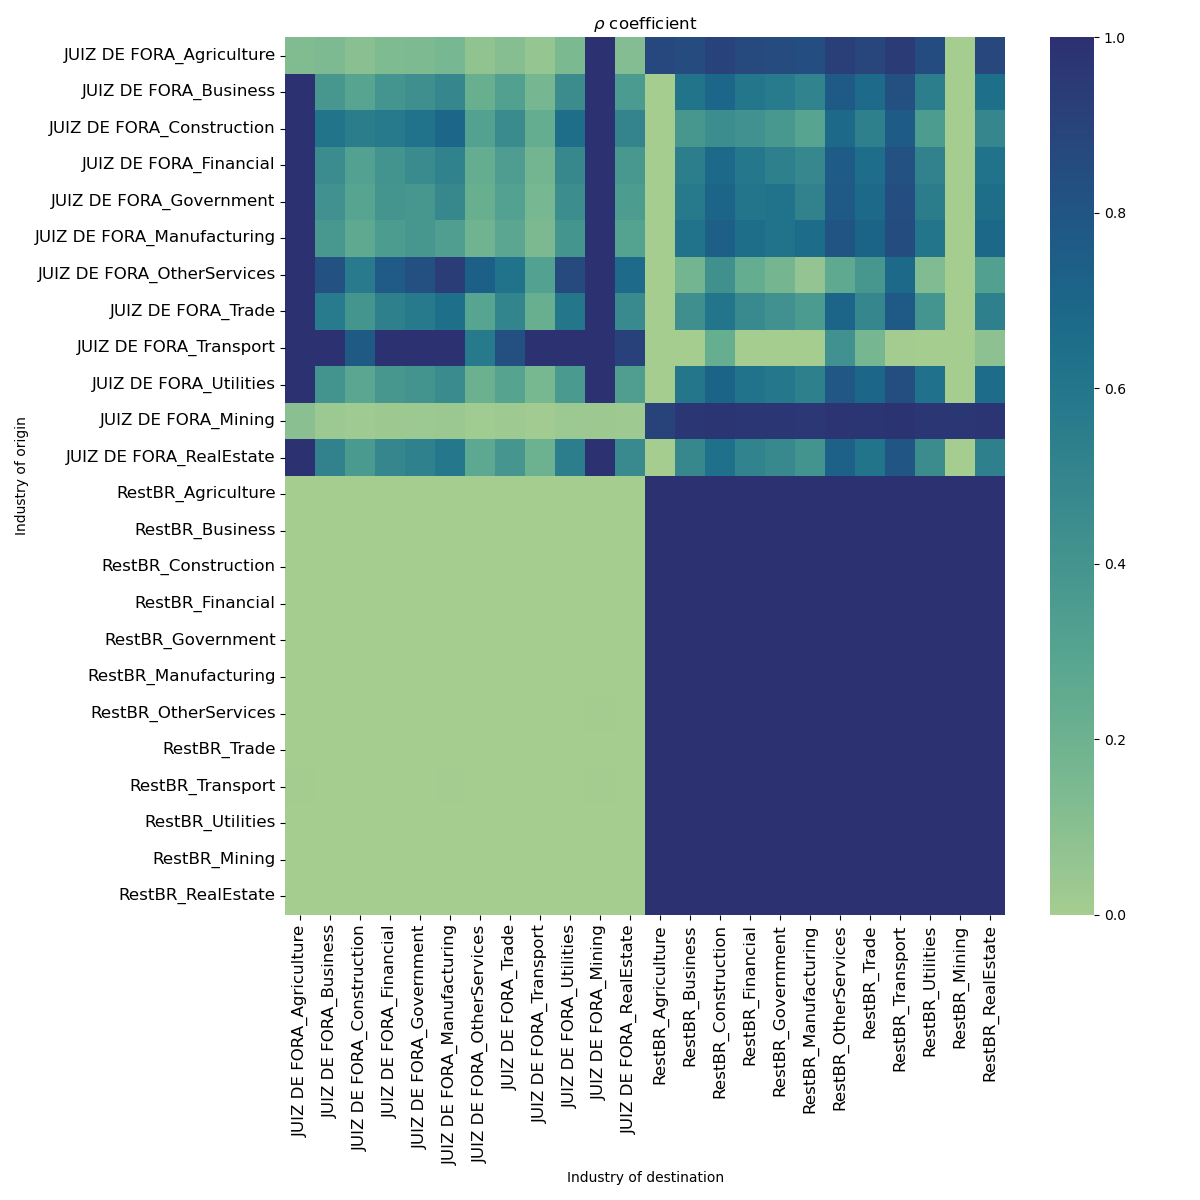 ρ coefficient
JUIZ DE FORA_Agriculture
JUIZ DE FORA_Business
JUIZ DE FORA_Construction
JUIZ DE FORA_Financial
JUIZ DE FORA_Government
JUIZ DE FORA_Manufacturing
JUIZ DE FORA_OtherServices
JUIZ DE FORA_Trade
JUIZ DE FORA_Transport
JUIZ DE FORA_Utilities
JUIZ DE FORA_Mining
JUIZ DE FORA_RealEstate
RestBR_Agriculture
RestBR_Business
RestBR_Construction
RestBR_Financial
RestBR_Government
RestBR_Manufacturing
RestBR_OtherServices
RestBR_Trade
RestBR_Transport
RestBR_Utilities
RestBR_Mining
RestBR_RealEstate
Industry of origin
JUIZ DE FORA_Agriculture
JUIZ DE FORA_Business
JUIZ DE FORA_Construction
JUIZ DE FORA_Financial
JUIZ DE FORA_Government
JUIZ DE FORA_Manufacturing
JUIZ DE FORA_OtherServices
JUIZ DE FORA_Trade
JUIZ DE FORA_Transport
JUIZ DE FORA_Utilities
JUIZ DE FORA_Mining
JUIZ DE FORA_RealEstate
RestBR_Agriculture
RestBR_Business
RestBR_Construction
RestBR_Financial
RestBR_Government
RestBR_Manufacturing
RestBR_OtherServices
RestBR_Trade
RestBR_Transport
RestBR_Utilities
RestBR_Mining
RestBR_RealEstate
Industry of destination
1.0
0.8
0.6
0.4
0.2
0.0